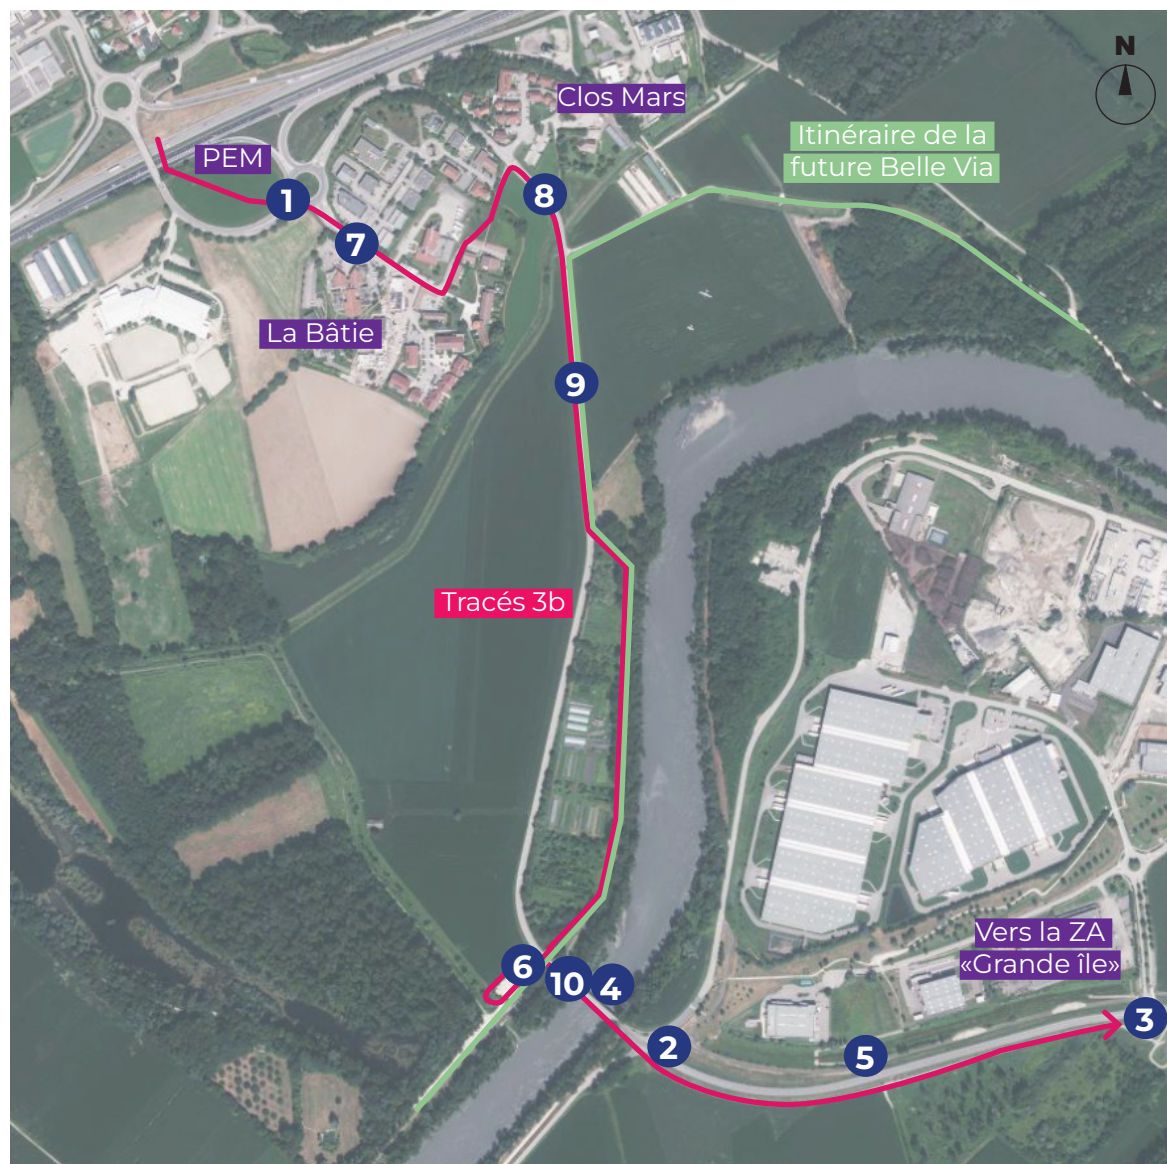 N
Clos Mars
Itinéraire de la
future Belle Via
PEM
1
8
7
La Bâtie
9
Tracés 3b
Vers la ZA
«Grande île»
6
10
4
3
2
5